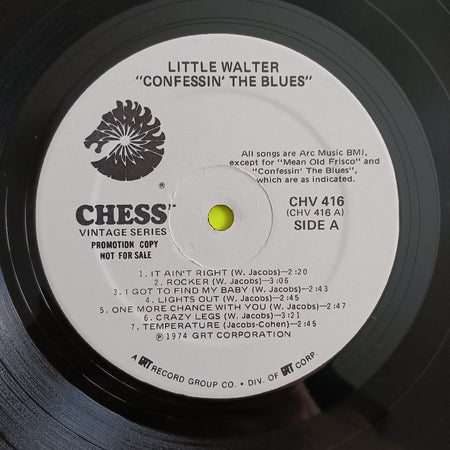 LITTLE WALTER
"CONFESSIN' THE BLUES"
®
CHESS™
VINTAGE SERIES
PROMOTION COPY
NOT FOR SALE
All songs are Arc Music BMI,
except for "Mean Old Frisco" and
"Confessin' The Blues",
which are as indicated.
CHV 416
(CHV 416 A)
SIDE A
1. IT AIN'T RIGHT (W. Jacobs)—2:20
2. ROCKER (W. Jacobs)—3:06
3. I GOT TO FIND MY BABY (W. Jacobs)—2:43
4. LIGHTS OUT (W. Jacobs)—2:45
5. ONE MORE CHANCE WITH YOU (W. Jacobs)—2:47
6. CRAZY LEGS (W. Jacobs)—3:21
7. TEMPERATURE (Jacobs-Cohen)—2:45
℗1974 GRT CORPORATION
A GRT RECORD GROUP CO. • DIV. OF GRT CORP.